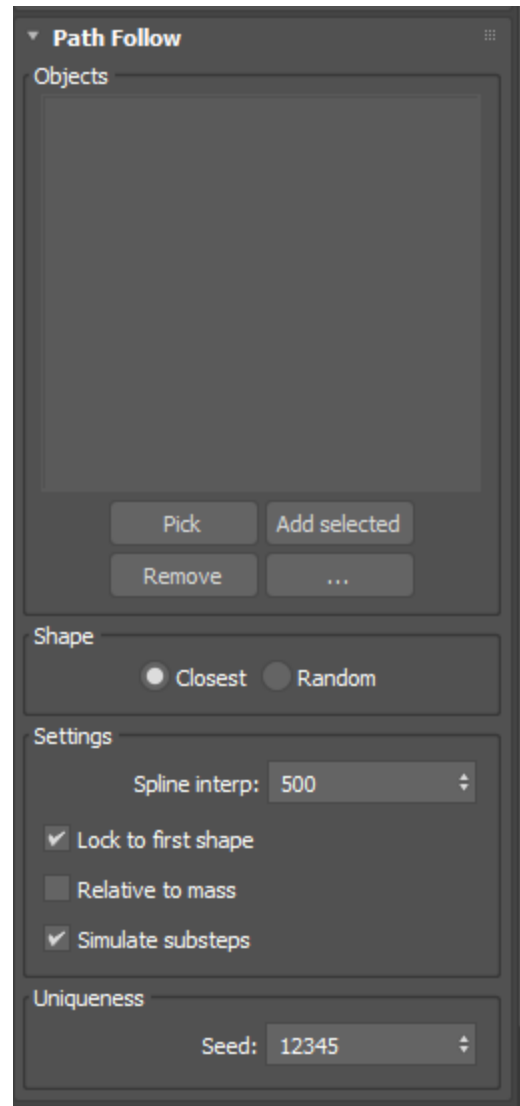 Path Follow
Objects
Pick
Add selected
Remove
...
Shape
Closest
Random
Settings
Spline interp: 500
Lock to first shape
Relative to mass
Simulate substeps
Uniqueness
Seed: 12345